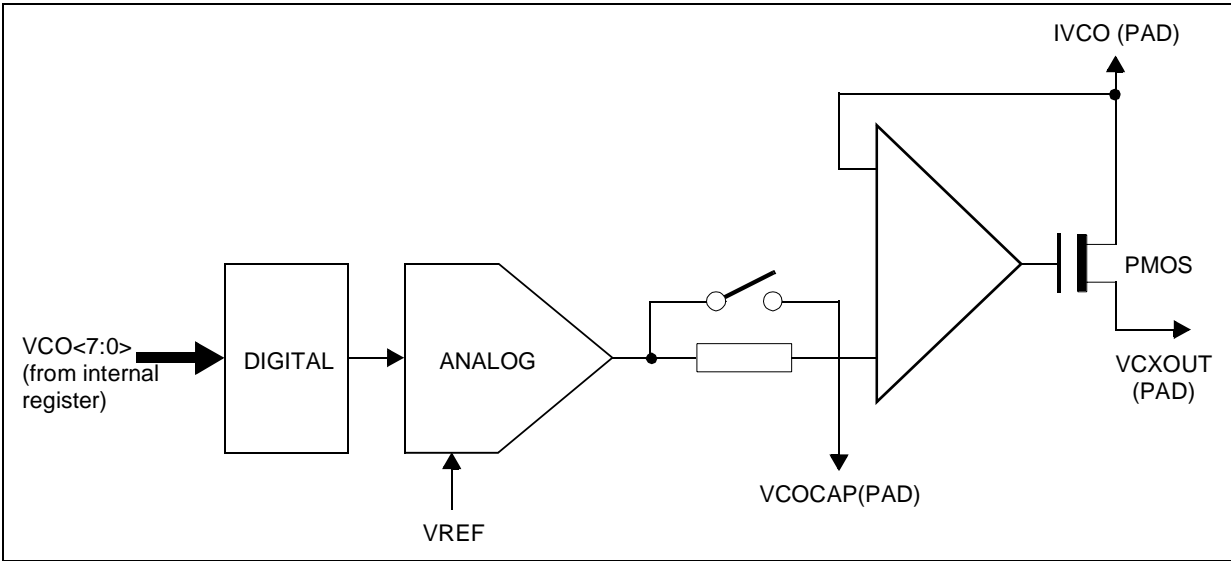 IVCO (PAD)
PMOS
VCO<7:0>
(from internal
register)
DIGITAL
ANALOG
VCXOUT
(PAD)
VCOCAP(PAD)
VREF